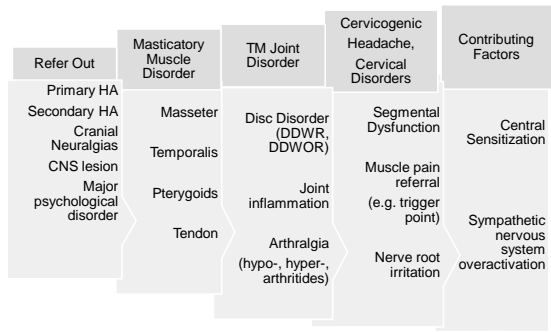 Refer Out
Primary HA
Secondary HA
Cranial
Neuralgias
CNS lesion
Major
psychological
disorder
Masticatory
Muscle
Disorder
Masseter
Temporalis
Pterygoids
Tendon
TM Joint
Disorder
Disc Disorder
(DDWR,
DDWOR)
Joint
inflammation
Arthralgia
(hypo-, hyper-,
arthritides)
Cervicogenic
Headache,
Cervical
Disorders
Segmental
Dysfunction
Muscle pain
referral
(e.g. trigger
point)
Nerve root
irritation
Contributing
Factors
Central
Sensitization
Sympathetic
nervous
system
overactivation